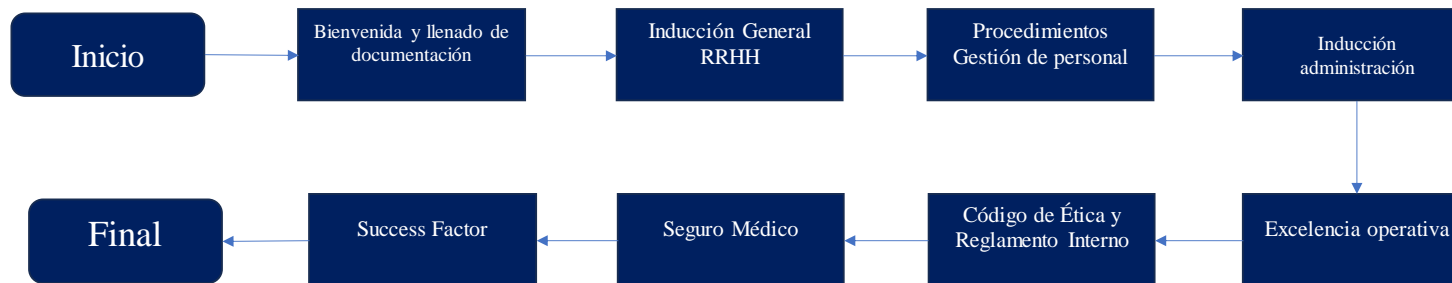 Inicio
Bienvenida y llenado de
documentación
Inducción General
RRHH
Procedimientos
Gestión de personal
Inducción
administración
Excelencia operativa
Código de Ética y
Reglamento Interno
Seguro Médico
Success Factor
Final